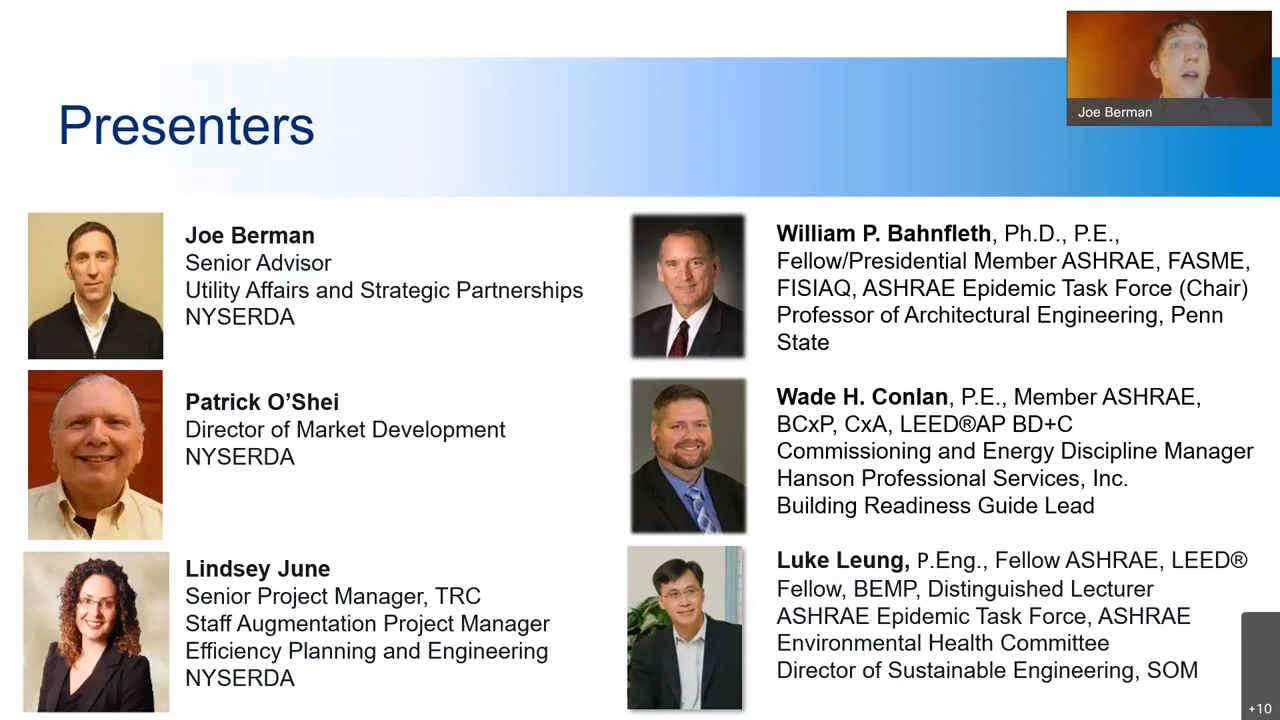 Presenters
Joe Berman
Joe Berman
Senior Advisor
Utility Affairs and Strategic Partnerships
NYSERDA
Patrick O’Shei
Director of Market Development
NYSERDA
Lindsey June
Senior Project Manager, TRC
Staff Augmentation Project Manager
Efficiency Planning and Engineering
NYSERDA
William P. Bahnfleth, Ph.D., P.E.,
Fellow/Presidential Member ASHRAE, FASME,
FISIAQ, ASHRAE Epidemic Task Force (Chair)
Professor of Architectural Engineering, Penn
State
Wade H. Conlan, P.E., Member ASHRAE,
BCxP, CxA, LEED®AP BD+C
Commissioning and Energy Discipline Manager
Hanson Professional Services, Inc.
Building Readiness Guide Lead
Luke Leung, P.Eng., Fellow ASHRAE, LEED®
Fellow, BEMP, Distinguished Lecturer
ASHRAE Epidemic Task Force, ASHRAE
Environmental Health Committee
Director of Sustainable Engineering, SOM
+10